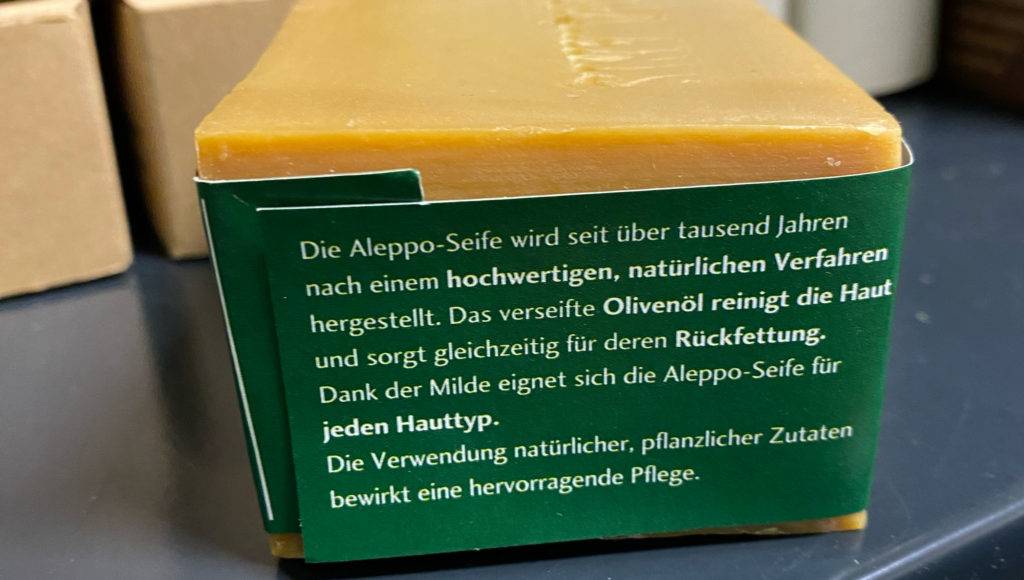 Die Aleppo-Seife wird seit über tausend Jahren
nach einem hochwertigen, natürlichen Verfahren
hergestellt. Das verseifte Olivenöl reinigt die Haut
und sorgt gleichzeitig für deren Rückfettung.
Dank der Milde eignet sich die Aleppo-Seife für
jeden Hauttyp.
Die Verwendung natürlicher, pflanzlicher Zutaten
bewirkt eine hervorragende Pflege.